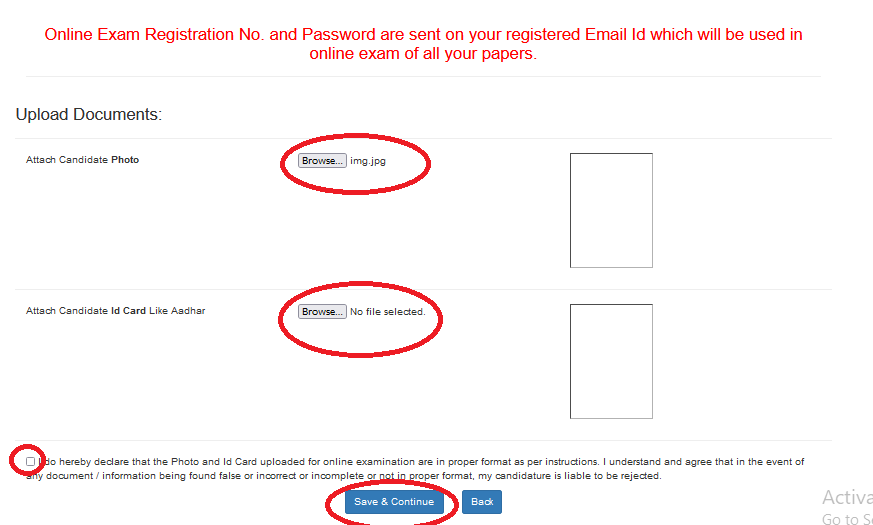 Online Exam Registration No. and Password are sent on your registered Email Id which will be used in
online exam of all your papers.
Upload Documents:
Attach Candidate Photo
Browse... img.jpg
Attach Candidate Id Card Like Aadhar
Browse... No file selected.
I do hereby declare that the Photo and Id Card uploaded for online examination are in proper format as per instructions. I understand and agree that in the event of
any document / information being found false or incorrect or incomplete or not in proper format, my candidature is liable to be rejected.
Save & Continue Back
Activa
Go to Se